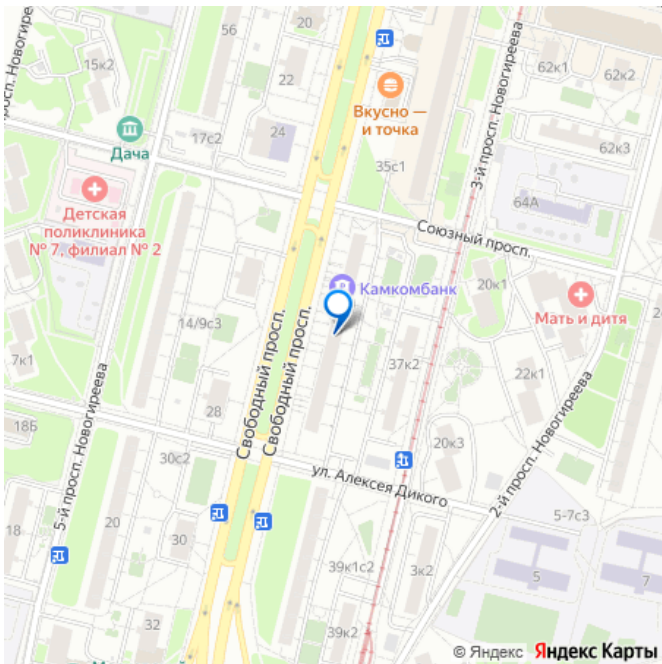 20
56
15к2
22
Вкусно —
и точка
62к1
62к2
3-й просп. Новогиреева
просп. Новогиреева
Дача
17с2
24
35с1
62к3
Детская
поликлиника
№ 7, филиал № 2
64А
Союзный просп.
Камкомбанк
20к1
Мать и дитя
14/9с3
Свободный просп.
Свободный просп.
7к1
37к2
22к1
28
18Б
5-й просп. Новогиреева
30с2
ул. Алексея Дикого
20к3
2-й просп. Новогиреева
5-7с3
18
20
30
39к1с2
3к2
5
7
32
39к2
© Яндекс Яндекс Карты